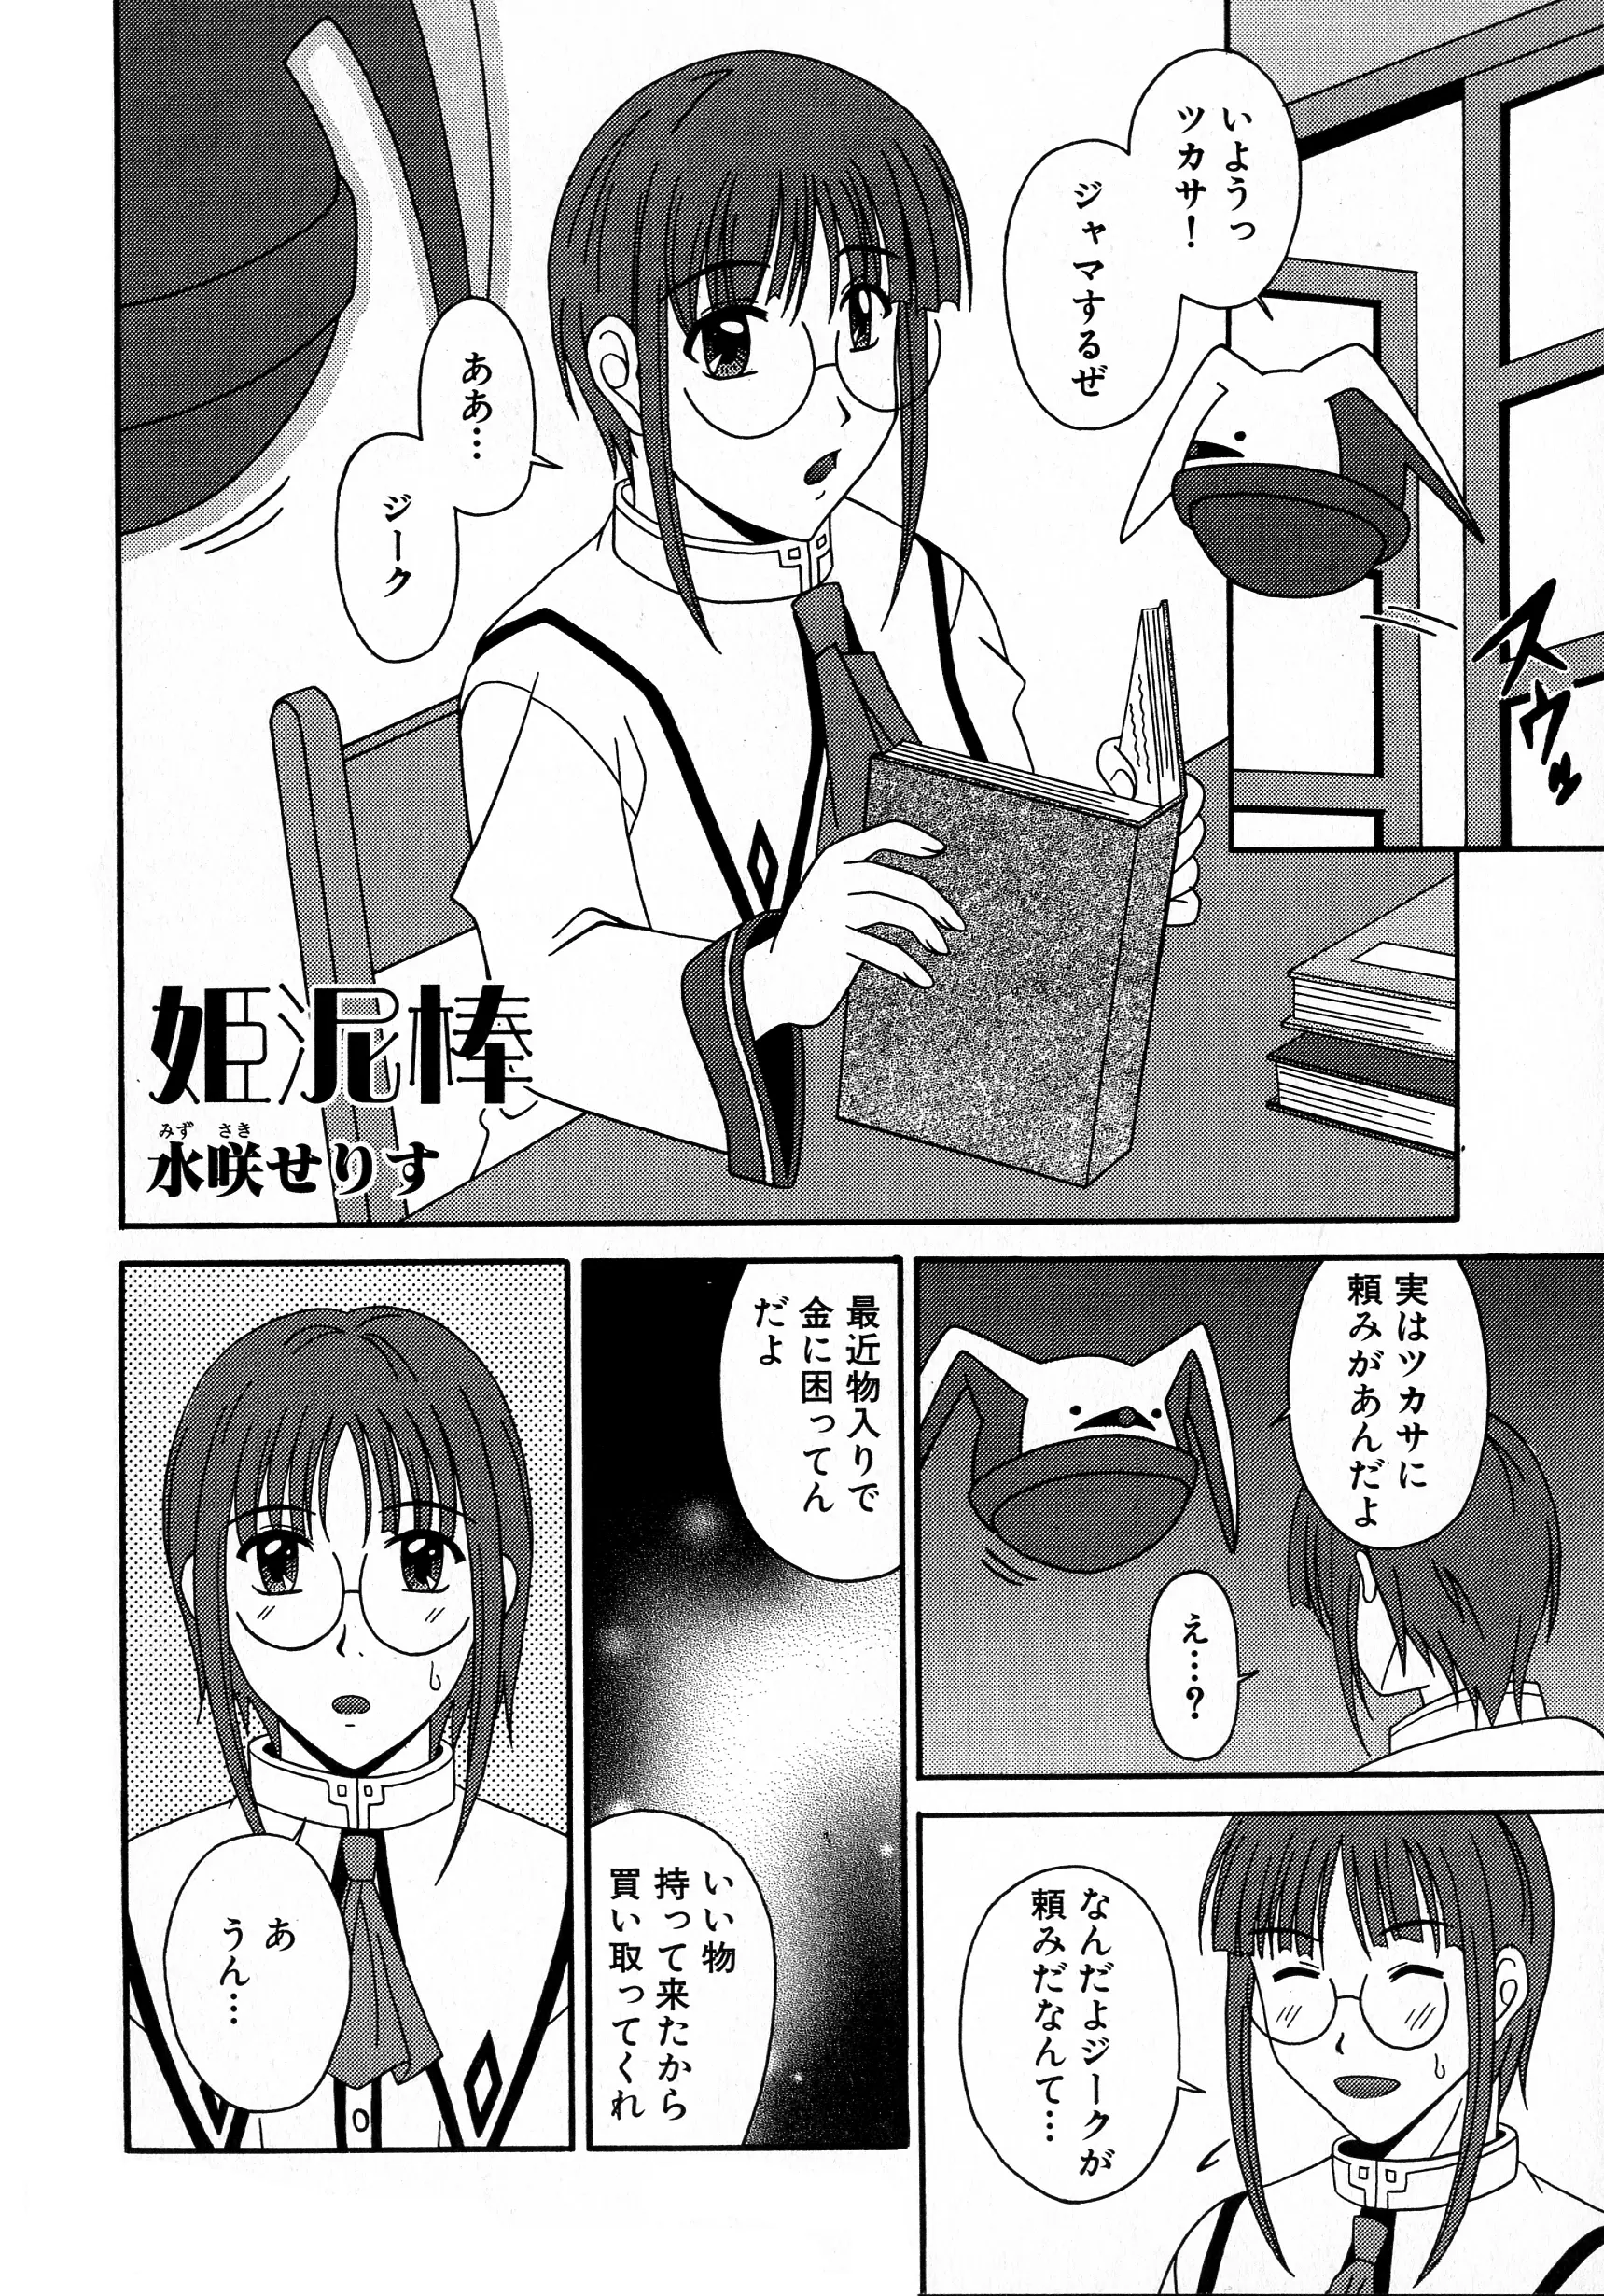 いようっ
ツカサ！
ジャマするぜ
スウッ
ああ…
ジーク
姫泥棒
みず さき
水咲せりす
実はツカサに
頼みがあんだよ
え…？
なんだよジークが
頼みだなんて…
最近物入りで
金に困ってん
だよ
いい物
持って来たから
買い取ってくれ
あ
うん…